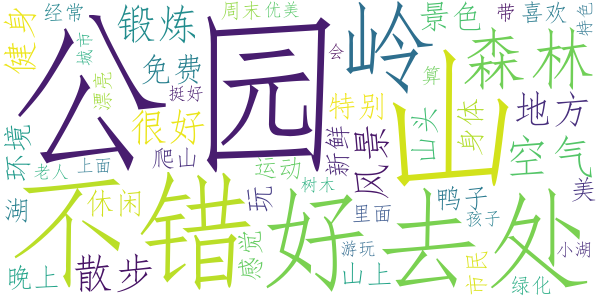 经常
周末
优美
带
喜欢
健身
公园
锻炼
城市
会
岭
景色
特色
漂亮
免费
挺好
算
森林
很好
特别
山
山头
身体
地方
环境
老人
上面
爬山
运动
新鲜
风景
空气
不错
休闲
树木
玩
好
里面
去处
鸭子
孩子
美
湖
晚上
散步
感觉
游玩
山上
市民
小湖
绿化